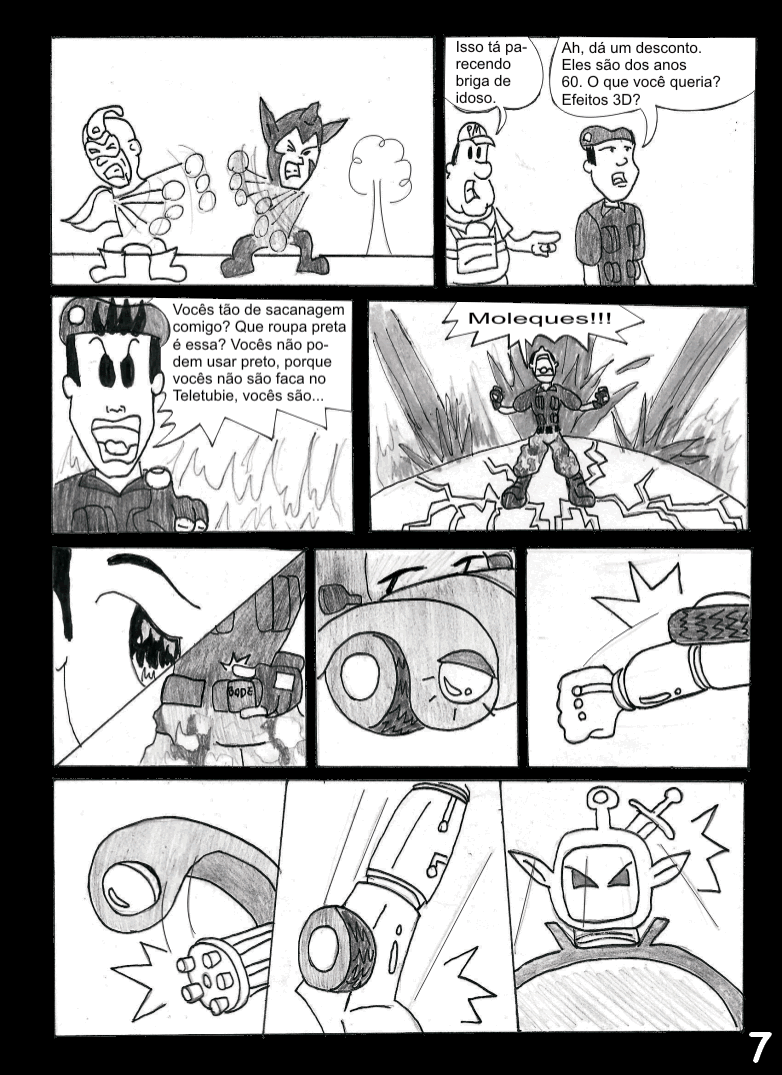 Isso tá pa-
recendo
briga de
idoso.
Ah, dá um desconto.
Eles são dos anos
60. O que você queria?
Efeitos 3D?
PM
Vocês tão de sacanagem
comigo? Que roupa preta
é essa? Vocês não po-
dem usar preto, porque
vocês não são faca no
Teletubie, vocês são...
Moleques!!!
BOPE
7